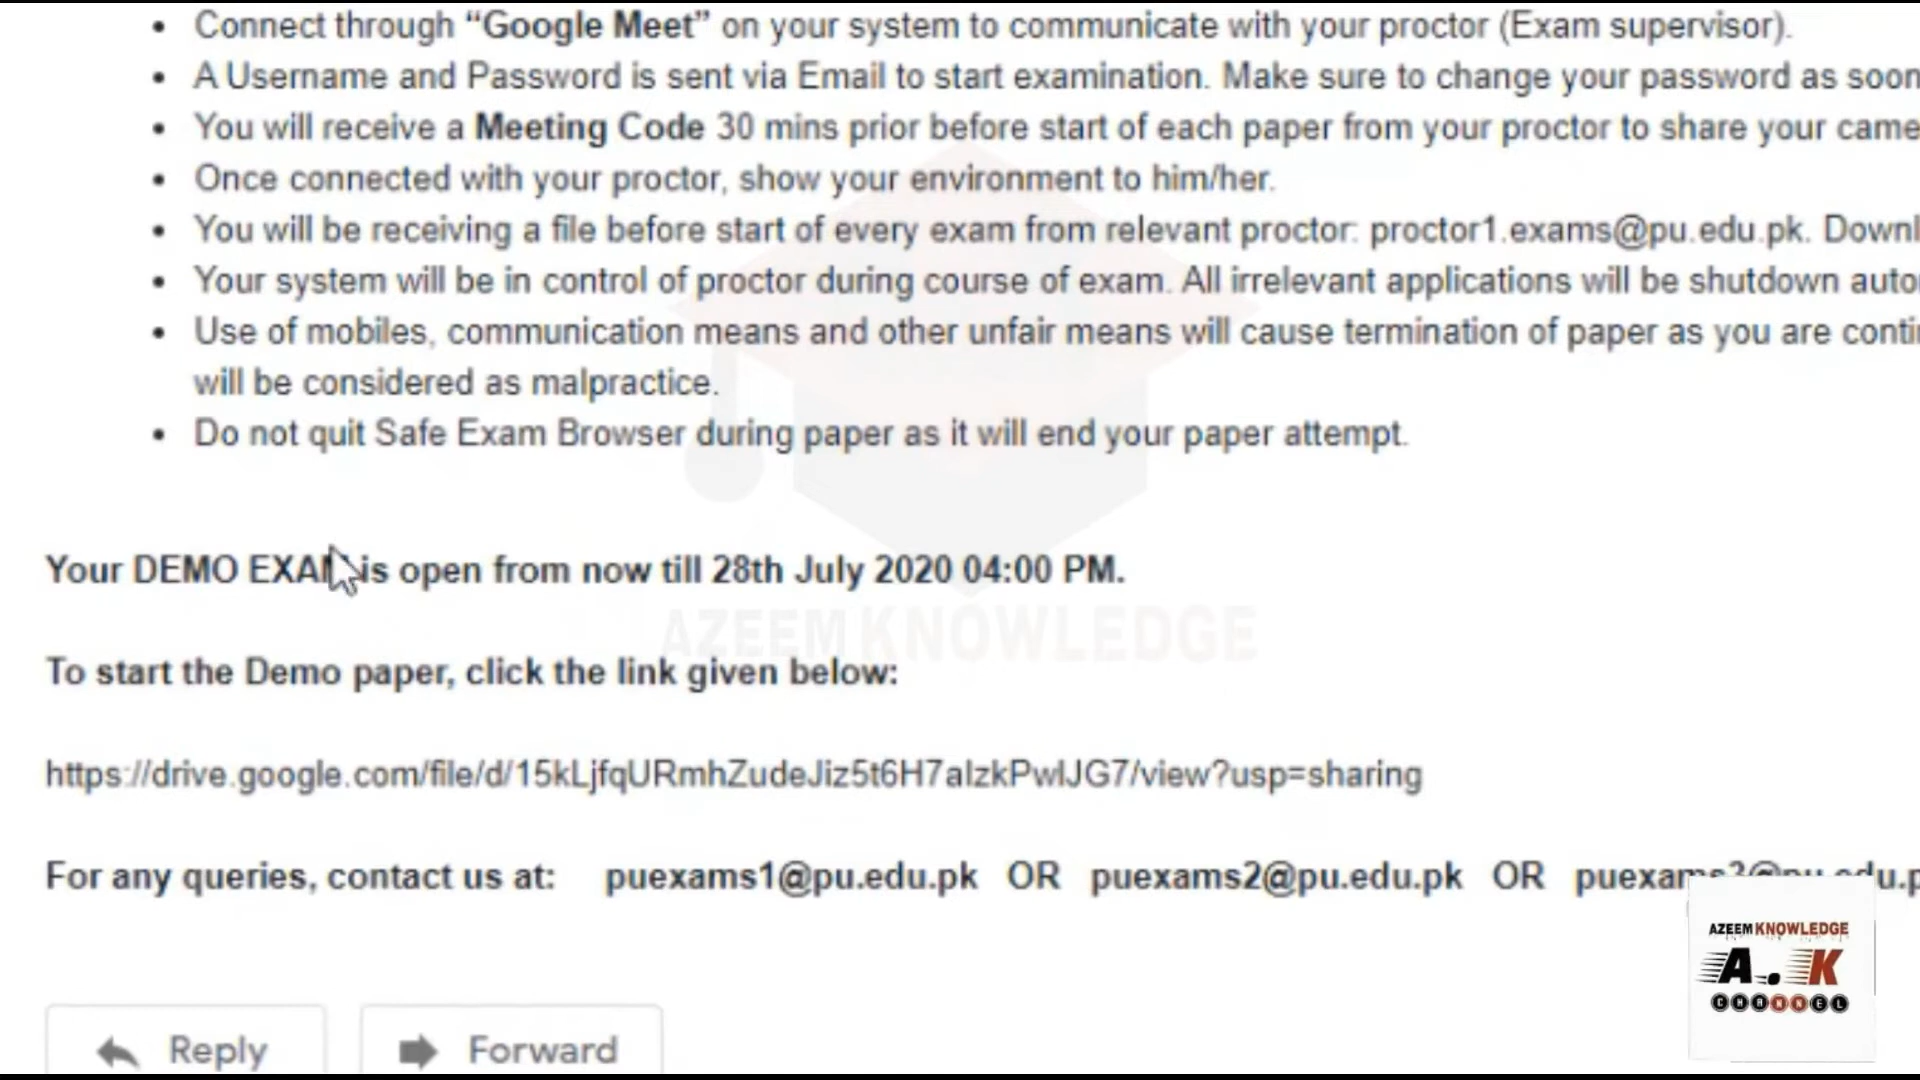 • Connect through “Google Meet” on your system to communicate with your proctor (Exam supervisor).
• A Username and Password is sent via Email to start examination. Make sure to change your password as soon
• You will receive a Meeting Code 30 mins prior before start of each paper from your proctor to share your came
• Once connected with your proctor, show your environment to him/her.
• You will be receiving a file before start of every exam from relevant proctor: proctor1.exams@pu.edu.pk. Downl
• Your system will be in control of proctor during course of exam. All irrelevant applications will be shutdown auto
• Use of mobiles, communication means and other unfair means will cause termination of paper as you are conti
will be considered as malpractice.
• Do not quit Safe Exam Browser during paper as it will end your paper attempt.
Your DEMO EXAM is open from now till 28th July 2020 04:00 PM.
AZEEM KNOWLEDGE
To start the Demo paper, click the link given below:
https://drive.google.com/file/d/15kLjfqURmhZudeJiz5t6H7alzkPwlJG7/view?usp=sharing
For any queries, contact us at: puexams1@pu.edu.pk OR puexams2@pu.edu.pk OR
AZEEM KNOWLEDGE
A.K
CHANNEL
Reply
Forward